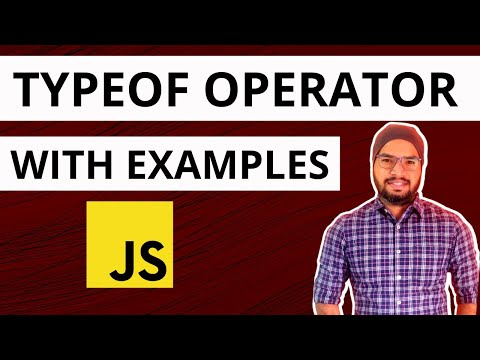 TYPEOF OPERATOR
WITH EXAMPLES
JS